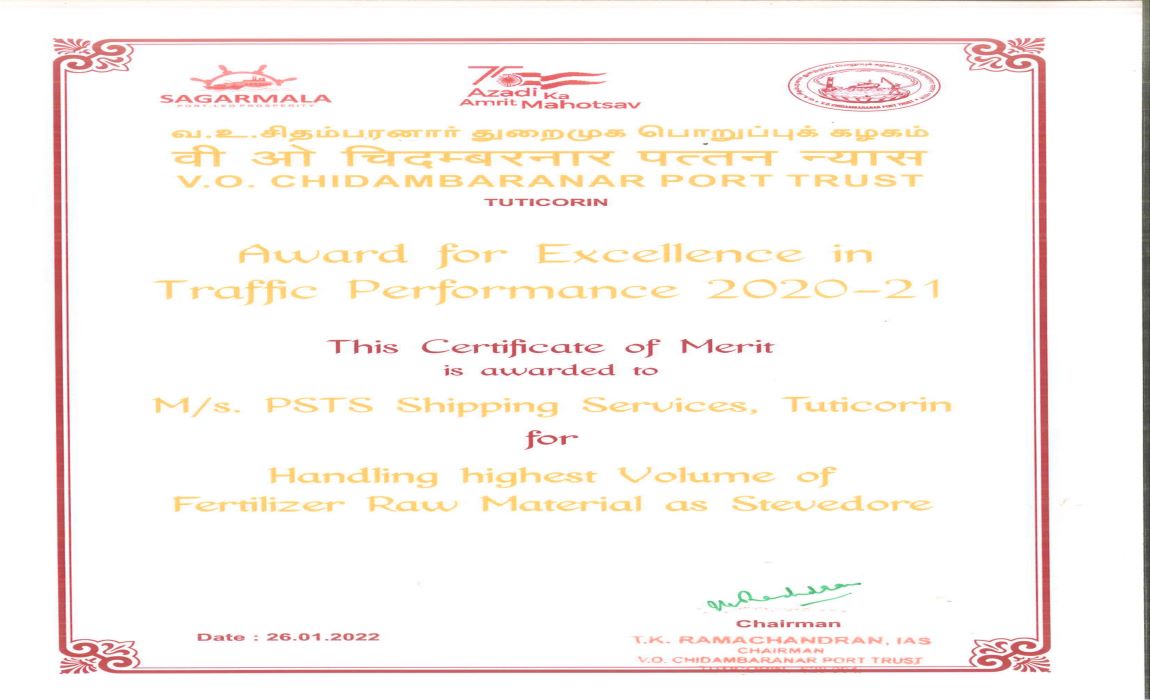 SAGARMALA
PORT-LED PROSPERITY
75
Azadi Ka
Amrit Mahotsav
V.O. CHIDAMBARANAR PORT TRUST
வ.உ.சிதம்பரனார் துறைமுக பொறுப்புக் கழகம்
वी ओ चिदम्बरनार पत्तन न्यास
V.O. CHIDAMBARANAR PORT TRUST
TUTICORIN
Award for Excellence in
Traffic Performance 2020-21
This Certificate of Merit
is awarded to
M/s. PSTS Shipping Services, Tuticorin
for
Handling highest Volume of
Fertilizer Raw Material as Stevedore
Date : 26.01.2022
Chairman
T.K. RAMACHANDRAN, IAS
CHAIRMAN
V.O. CHIDAMBARANAR PORT TRUST